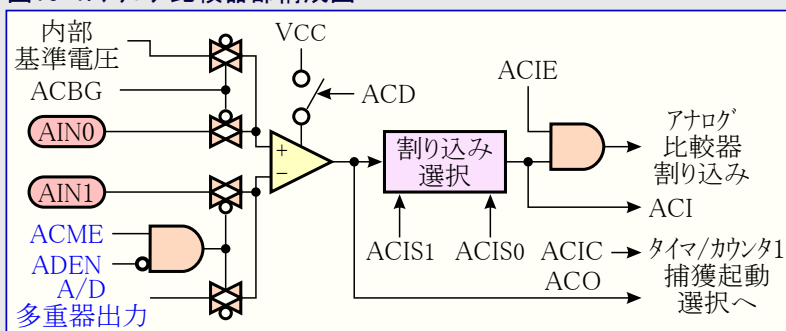 内部
基準電圧
ACBG
AIN0
AIN1
ACME
ADEN
A/D
多重器出力
VCC
ACD
+
−
割り込み
選択
ACIS1
ACIS0
ACIE
アナログ
比較器
割り込み
ACI
ACIC
タイマ/カウンタ1
捕獲起動
選択へ
ACO